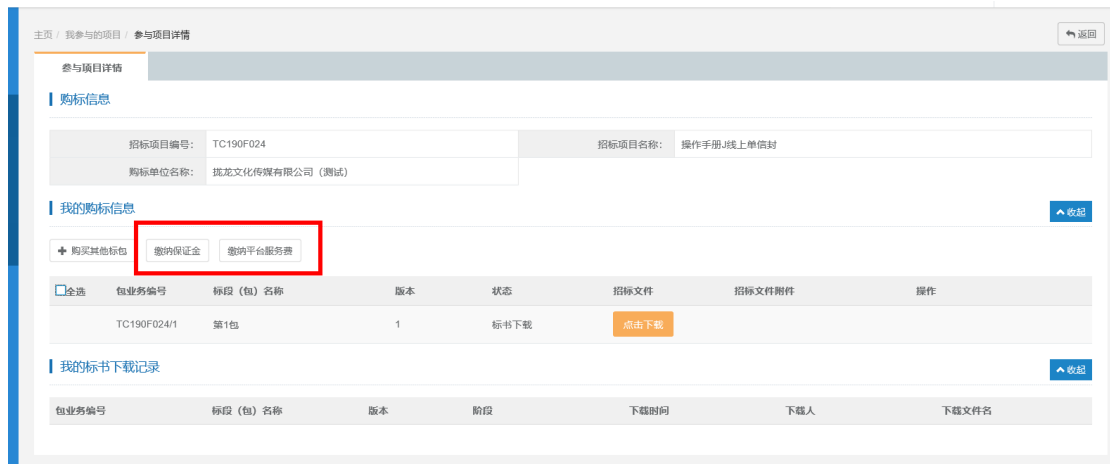 主页 / 我参与的项目 / 参与项目详情 返回
参与项目详情
购标信息
招标项目编号： TC190F024 招标项目名称： 操作手册J线上单信封
购标单位名称： 拢龙文化传媒有限公司（测试）
我的购标信息 收起
购买其他标包 缴纳保证金 缴纳平台服务费
全选 包业务编号 标段（包）名称 版本 状态 招标文件 招标文件附件 操作
TC190F024/1 第1包 1 标书下载 点击下载
我的标书下载记录 收起
包业务编号 标段（包）名称 版本 阶段 下载时间 下载人 下载文件名